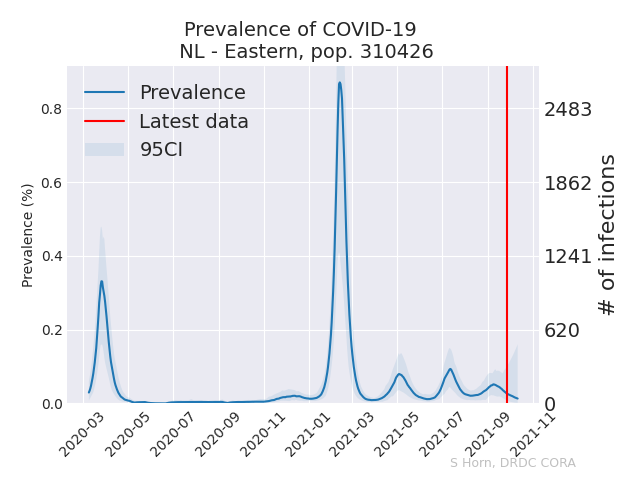 Prevalence of COVID-19
NL - Eastern, pop. 310426
Prevalence
Latest data
95CI
Prevalence (%)
0.8
0.6
0.4
0.2
0.0
2483
1862
1241
620
0
# of infections
2020-03
2020-05
2020-07
2020-09
2020-11
2021-01
2021-03
2021-05
2021-07
2021-09
2021-11
S Horn, DRDC CORA